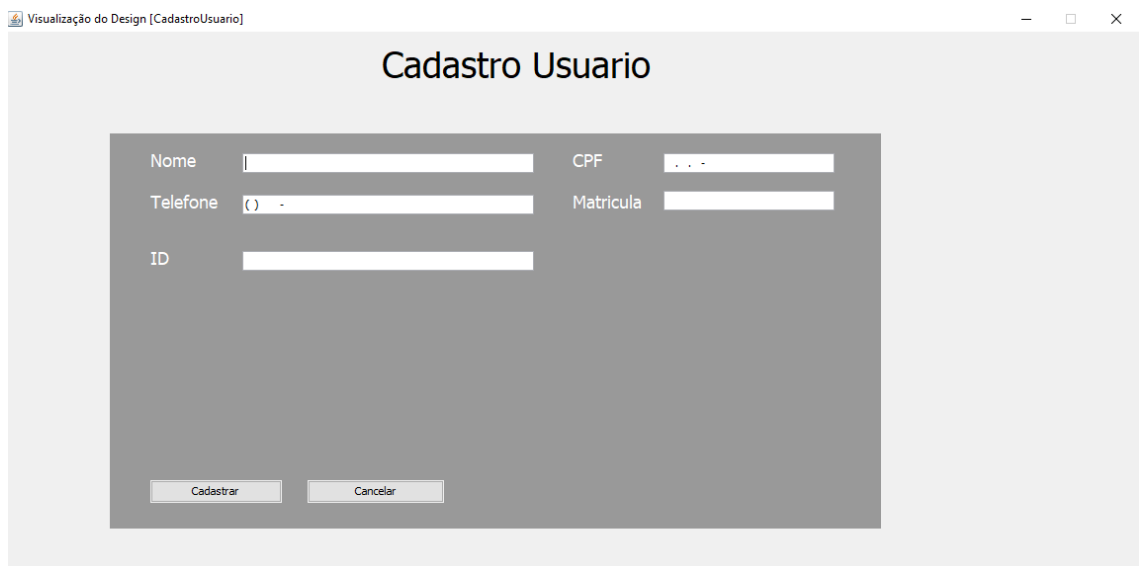 Visualização do Design [CadastroUsuario]
Cadastro Usuario
Nome CPF . . -
Telefone () - Matricula
ID
Cadastrar Cancelar